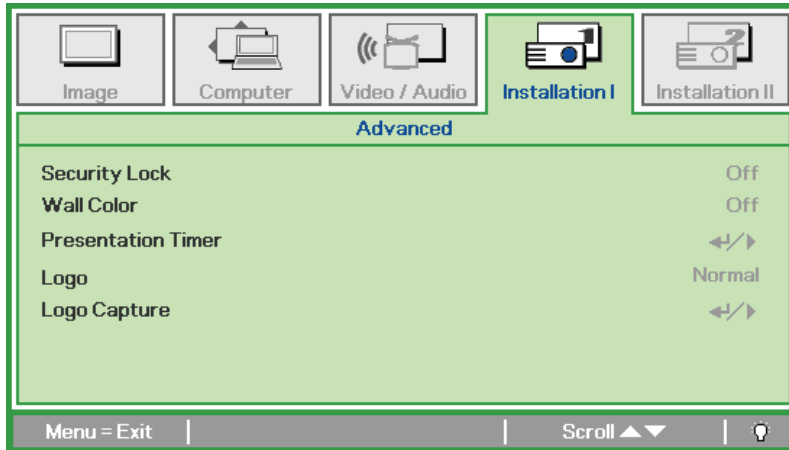 Image
Computer
Video / Audio
Installation I
Installation II
Advanced
Security Lock Off
Wall Color Off
Presentation Timer
Logo Normal
Logo Capture
Menu = Exit Scroll